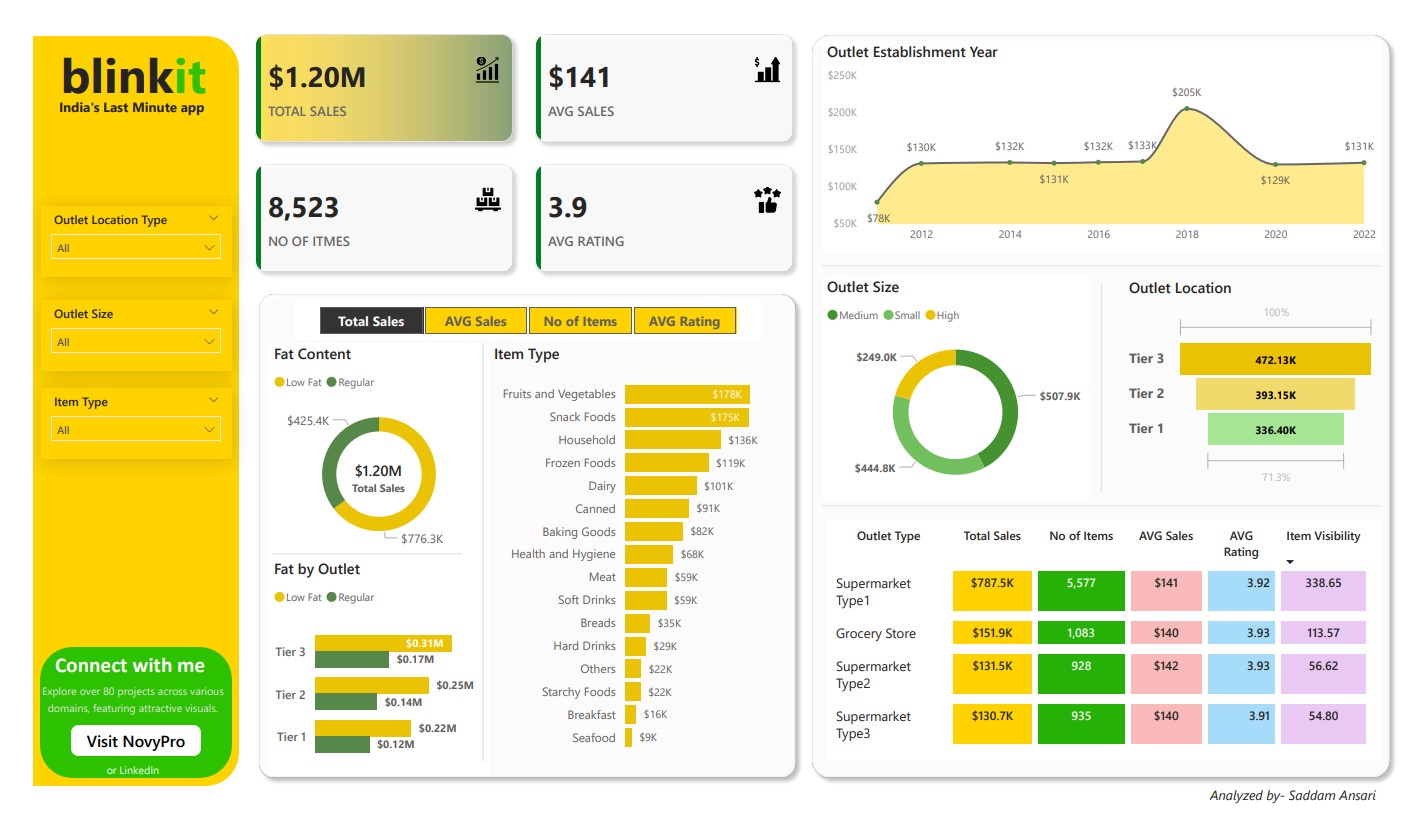 blinkit
India's Last Minute app
Outlet Location Type
All
Outlet Size
All
Item Type
All
Connect with me
Explore over 80 projects across various
domains, featuring attractive visuals.
Visit NovyPro
or LinkedIn
$1.20M
TOTAL SALES
$
$141
AVG SALES
$
8,523
NO OF ITMES
3.9
AVG RATING
Total Sales
AVG Sales
No of Items
AVG Rating
Fat Content
Low Fat Regular
$425.4K
$1.20M
Total Sales
$776.3K
Fat by Outlet
Low Fat Regular
Tier 3 $0.31M
$0.17M
Tier 2 $0.25M
$0.14M
Tier 1 $0.22M
$0.12M
Item Type
Fruits and Vegetables $178K
Snack Foods $175K
Household $136K
Frozen Foods $119K
Dairy $101K
Canned $91K
Baking Goods $82K
Health and Hygiene $68K
Meat $59K
Soft Drinks $59K
Breads $35K
Hard Drinks $29K
Others $22K
Starchy Foods $22K
Breakfast $16K
Seafood $9K
Outlet Establishment Year
$250K
$200K
$150K
$100K
$50K
$78K
$130K
$132K
$131K
$132K
$133K
$205K
$129K
$131K
2012 2014 2016 2018 2020 2022
Outlet Size
Medium Small High
$249.0K
$507.9K
$444.8K
Outlet Location
100%
Tier 3 472.13K
Tier 2 393.15K
Tier 1 336.40K
71.3%
Outlet Type Total Sales No of Items AVG Sales AVG Item Visibility
Rating
Supermarket $787.5K 5,577 $141 3.92 338.65
Type1
Grocery Store $151.9K 1,083 $140 3.93 113.57
Supermarket $131.5K 928 $142 3.93 56.62
Type2
Supermarket $130.7K 935 $140 3.91 54.80
Type3
Analyzed by- Saddam Ansari